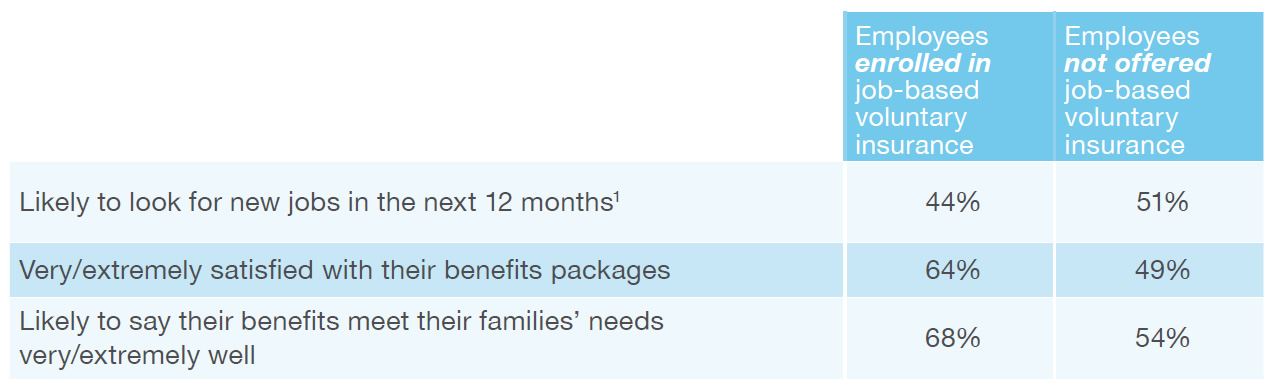 Employees
enrolled in
job-based
voluntary
insurance
Employees
not offered
job-based
voluntary
insurance
Likely to look for new jobs in the next 12 months¹
44%
51%
Very/extremely satisfied with their benefits packages
64%
49%
Likely to say their benefits meet their families’ needs
very/extremely well
68%
54%